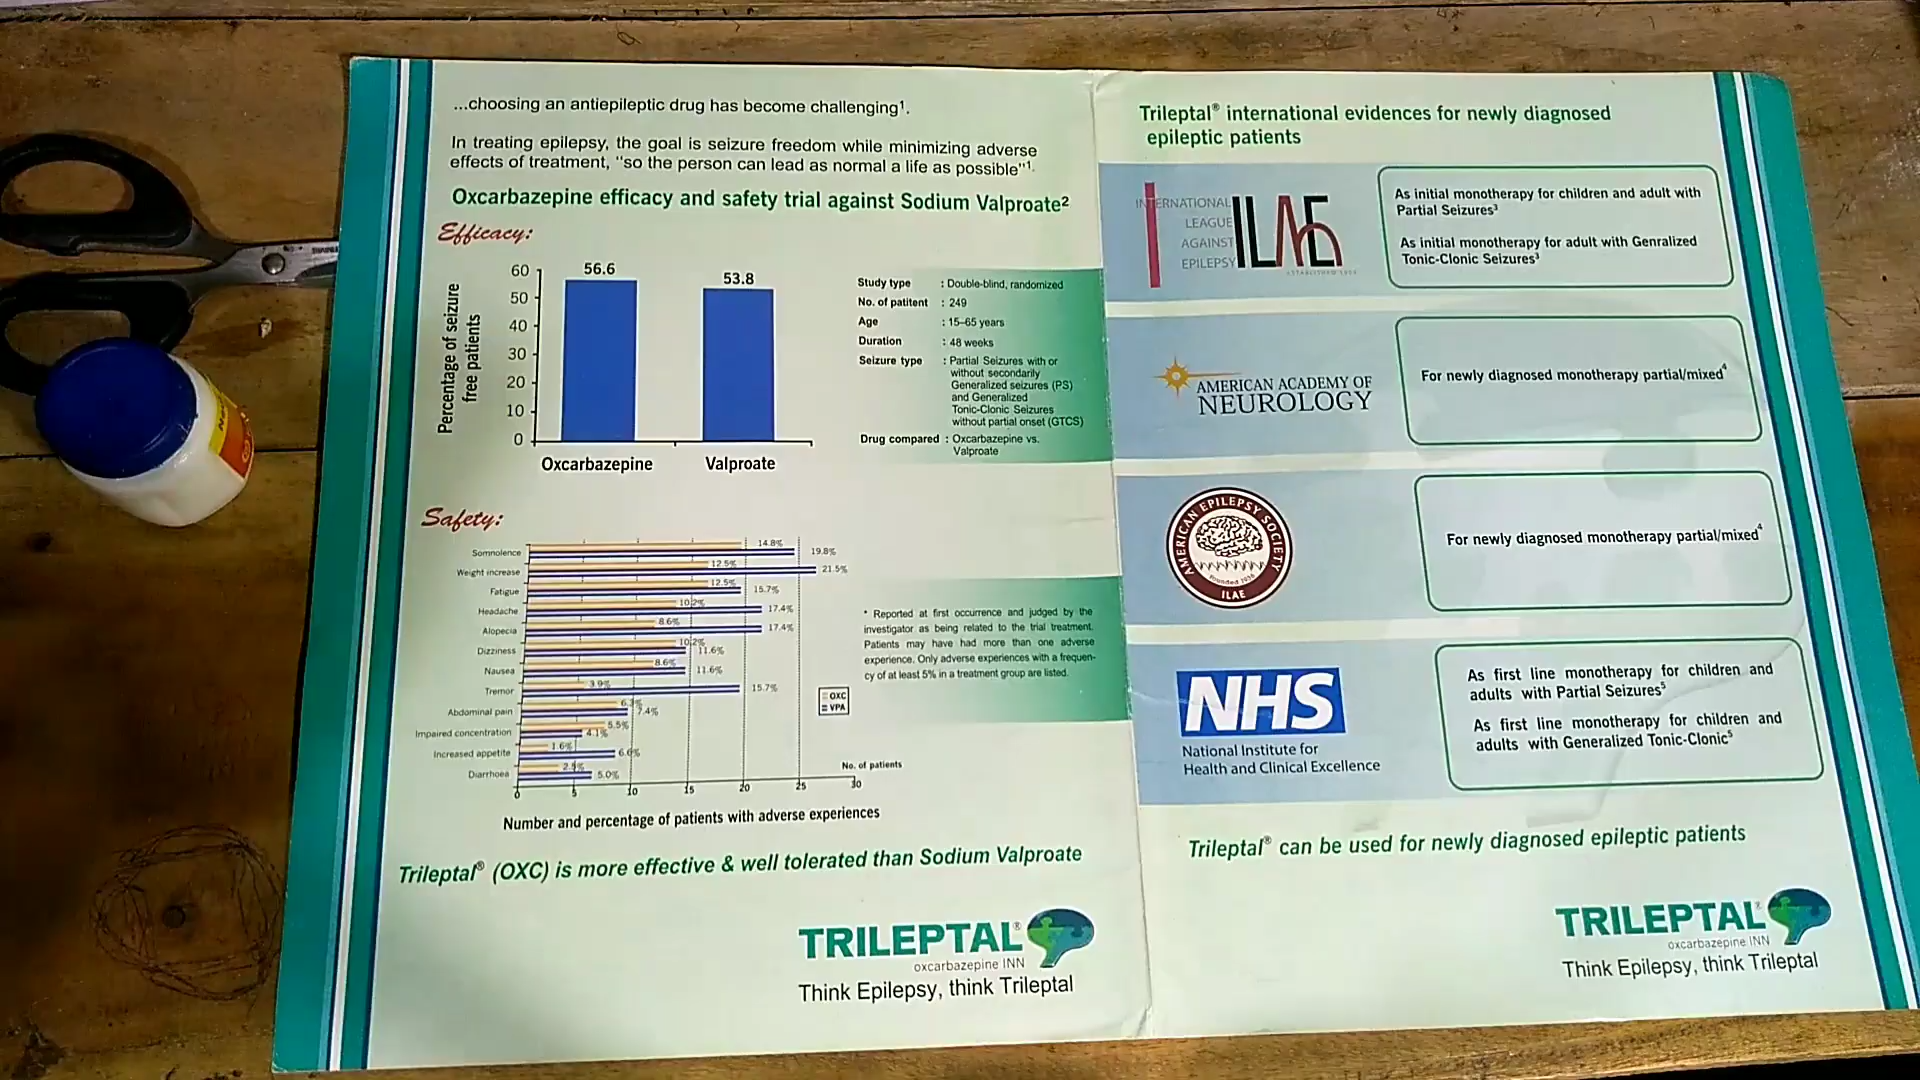 ...choosing an antiepileptic drug has become challenging¹.
In treating epilepsy, the goal is seizure freedom while minimizing adverse
effects of treatment, "so the person can lead as normal a life as possible"¹.
Oxcarbazepine efficacy and safety trial against Sodium Valproate²
Efficacy:
Percentage of seizure
free patients
60
50
40
30
20
10
0
56.6
53.8
Oxcarbazepine
Valproate
Study type : Double-blind, randomized
No. of patitent : 249
Age : 15–65 years
Duration : 48 weeks
Seizure type : Partial Seizures with or
without secondarily
Generalized seizures (PS)
and Generalized
Tonic-Clonic Seizures
without partial onset (GTCS)
Drug compared : Oxcarbazepine vs.
Valproate
Safety:
Somnolence 14.8% 19.8%
Weight increase 12.5% 21.5%
Fatigue 12.5% 15.7%
Headache 10.2% 17.4%
Alopecia 8.6% 17.4%
Dizziness 10.2% 11.6%
Nausea 8.6% 11.6%
Tremor 3.9% 15.7%
Abdominal pain 7.4%
Impaired concentration 5.5% 4.1%
Increased appetite 1.6% 6.6%
Diarrhoea 5.0%
OXC
VPA
No. of patients
0 5 10 15 20 25 30
Number and percentage of patients with adverse experiences
* Reported at first occurrence and judged by the
investigator as being related to the trial treatment.
Patients may have had more than one adverse
experience. Only adverse experiences with a frequen-
cy of at least 5% in a treatment group are listed.
Trileptal® (OXC) is more effective & well tolerated than Sodium Valproate
TRILEPTAL®
oxcarbazepine INN
Think Epilepsy, think Trileptal
Trileptal® international evidences for newly diagnosed
epileptic patients
INTERNATIONAL
LEAGUE
AGAINST
EPILEPSY
ILAE
As initial monotherapy for children and adult with
Partial Seizures³
As initial monotherapy for adult with Genralized
Tonic-Clonic Seizures³
AMERICAN ACADEMY OF
NEUROLOGY
For newly diagnosed monotherapy partial/mixed⁴
AMERICAN EPILEPSY SOCIETY
Founded 1936
ILAE
For newly diagnosed monotherapy partial/mixed⁴
NHS
National Institute for
Health and Clinical Excellence
As first line monotherapy for children and
adults with Partial Seizures⁵
As first line monotherapy for children and
adults with Generalized Tonic-Clonic⁵
Trileptal® can be used for newly diagnosed epileptic patients
TRILEPTAL®
oxcarbazepine INN
Think Epilepsy, think Trileptal